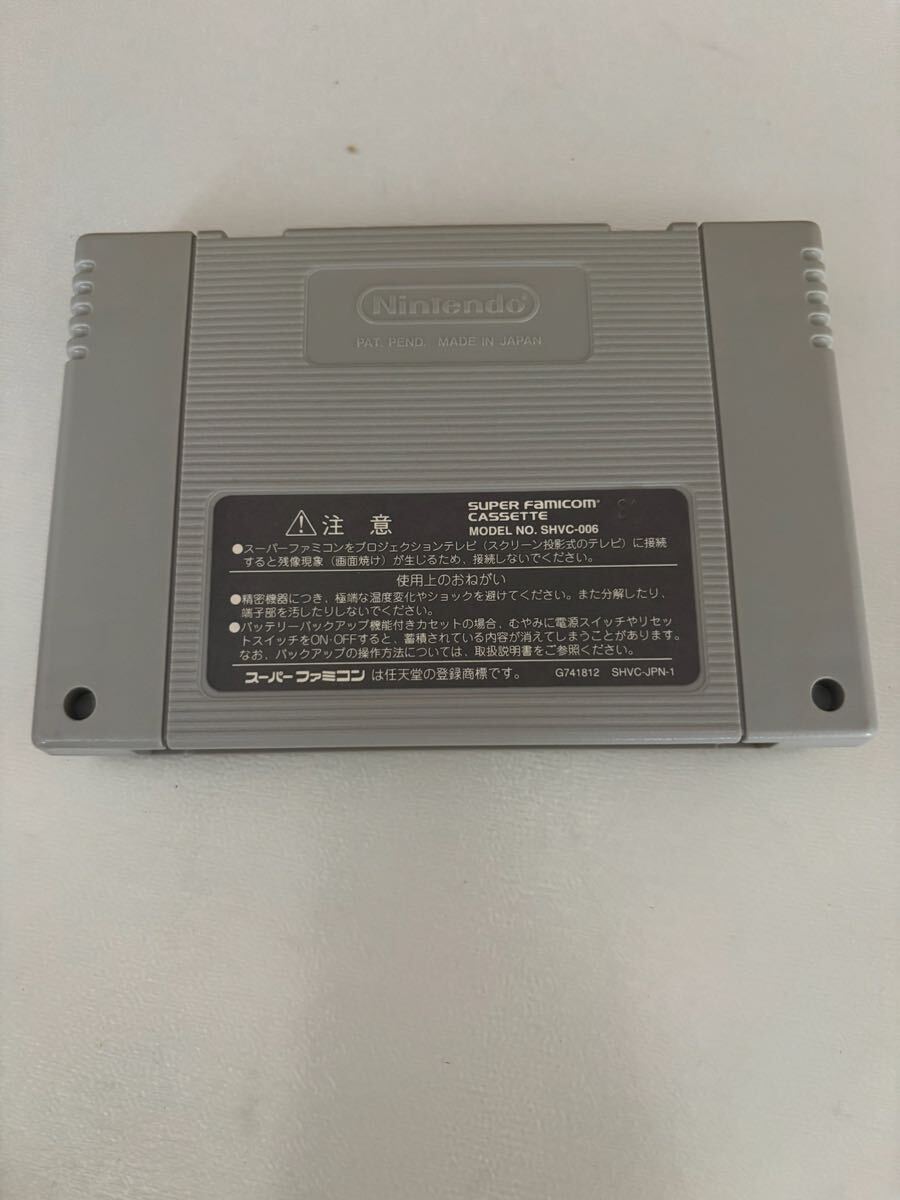 Nintendo®
PAT. PEND. MADE IN JAPAN
注意
SUPER FAMICOM®
CASSETTE
MODEL NO. SHVC-006
●スーパーファミコンをプロジェクションテレビ（スクリーン投影式のテレビ）に接続
すると残像現象（画面焼け）が生じるため、接続しないでください。
使用上のおねがい
●精密機器につき、極端な温度変化やショックを避けてください。また分解したり、
端子部を汚したりしないでください。
●バッテリーバックアップ機能付きカセットの場合、むやみに電源スイッチやリセッ
トスイッチをON・OFFすると、蓄積されている内容が消えてしまうことがあります。
なお、バックアップの操作方法については、取扱説明書をご参照ください。
スーパーファミコンは任天堂の登録商標です。 G741812 SHVC-JPN-1